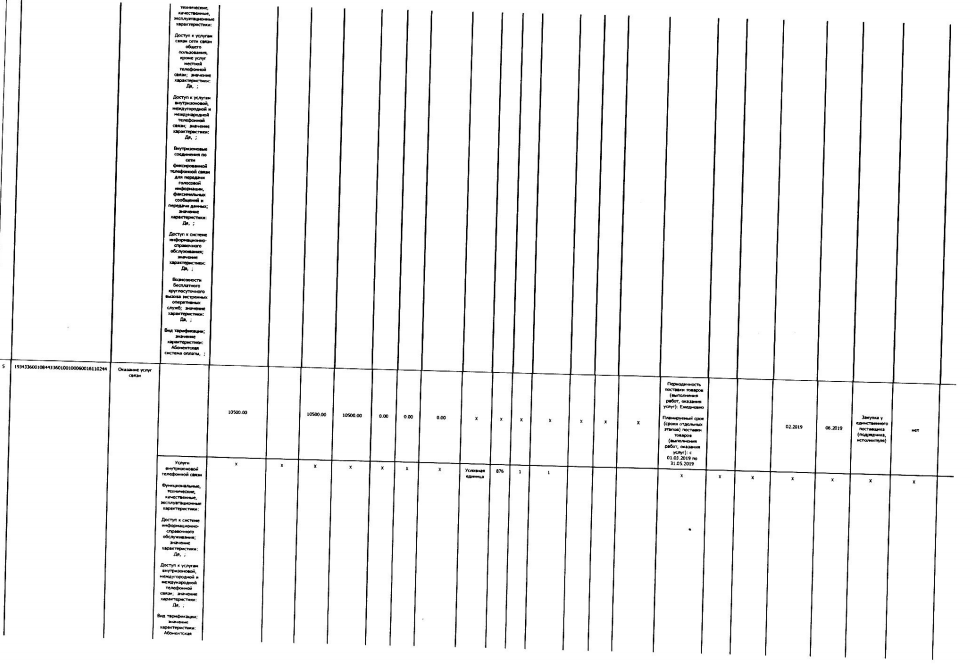 технические,
качественные,
эксплуатационные
характеристики:
Доступ к услугам
связи сети связи
общего
пользования,
кроме услуг
местной
телефонной
связи; значение
характеристики:
Да, ;
Доступ к услугам
внутризоновой,
междугородной и
международной
телефонной
связи; значение
характеристики:
Да, ;
Внутризоновые
соединения по
сети
фиксированной
телефонной связи
для передачи
голосовой
информации,
факсимильных
сообщений и
передачи данных;
значение
характеристики:
Да, ;
Доступ к системе
информационно-
справочного
обслуживания;
значение
характеристики:
Да, ;
Возможности
бесплатного
круглосуточного
вызова экстренных
оперативных
служб; значение
характеристики:
Да, ;
Вид тарификации;
значение
характеристики:
Абонентская
система оплаты, ;
5
Оказание услуг
связи
10500.00 10500.00 10500.00 0.00 0.00 0.00 X X X X X X X X
Периодичность
поставки товаров
(выполнения
работ, оказания
услуг): Ежедневно
Планируемый срок
(сроки отдельных
этапов) поставки
товаров
(выполнения
работ, оказания
услуг): с
01.03.2019 по
31.05.2019
02.2019 06.2019
Закупка у
единственного
поставщика
(подрядчика,
исполнителя)
нет
Услуги
внутризоновой
телефонной связи
X X X X X X X
Условная
единица
876 1 1 X X X X X X X
Функциональные,
технические,
качественные,
эксплуатационные
характеристики:
Доступ к системе
информационно-
справочного
обслуживания;
значение
характеристики:
Да, ;
Доступ к услугам
внутризоновой,
междугородной и
международной
телефонной
связи; значение
характеристики:
Да, ;
Вид тарификации;
значение
характеристики:
Абонентская